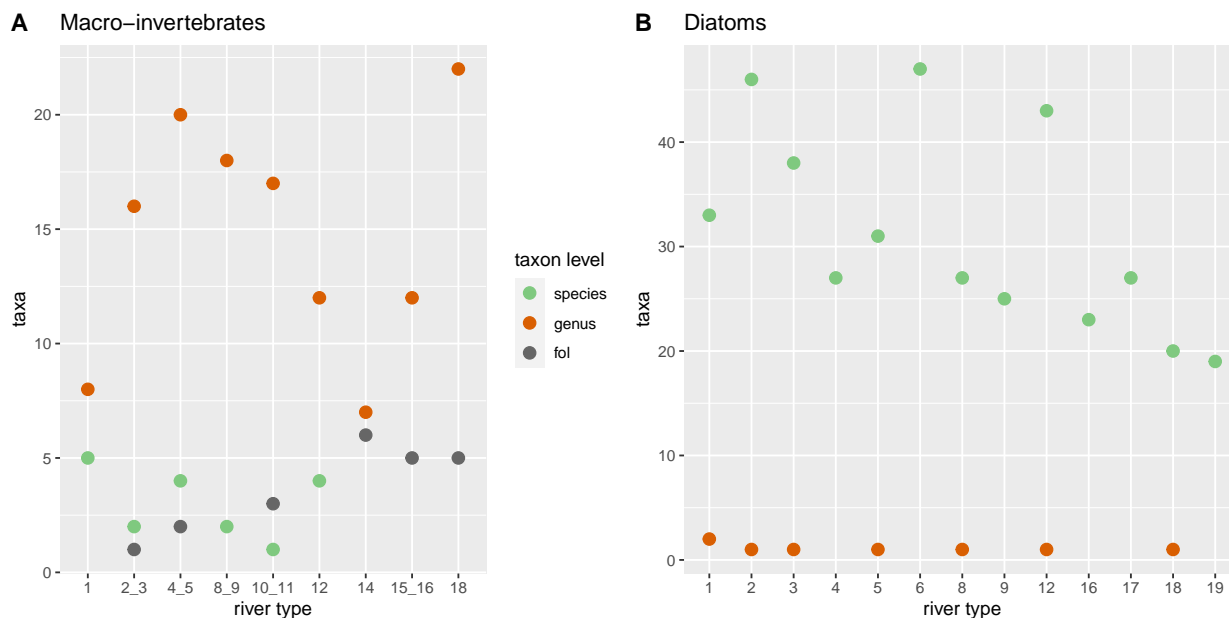 A Macro−invertebrates
taxa
20
15
10
5
0
1 2_3 4_5 8_9 10_11 12 14 15_16 18
river type
taxon level
species
genus
fol
B Diatoms
taxa
40
30
20
10
0
1 2 3 4 5 6 8 9 12 16 17 18 19
river type